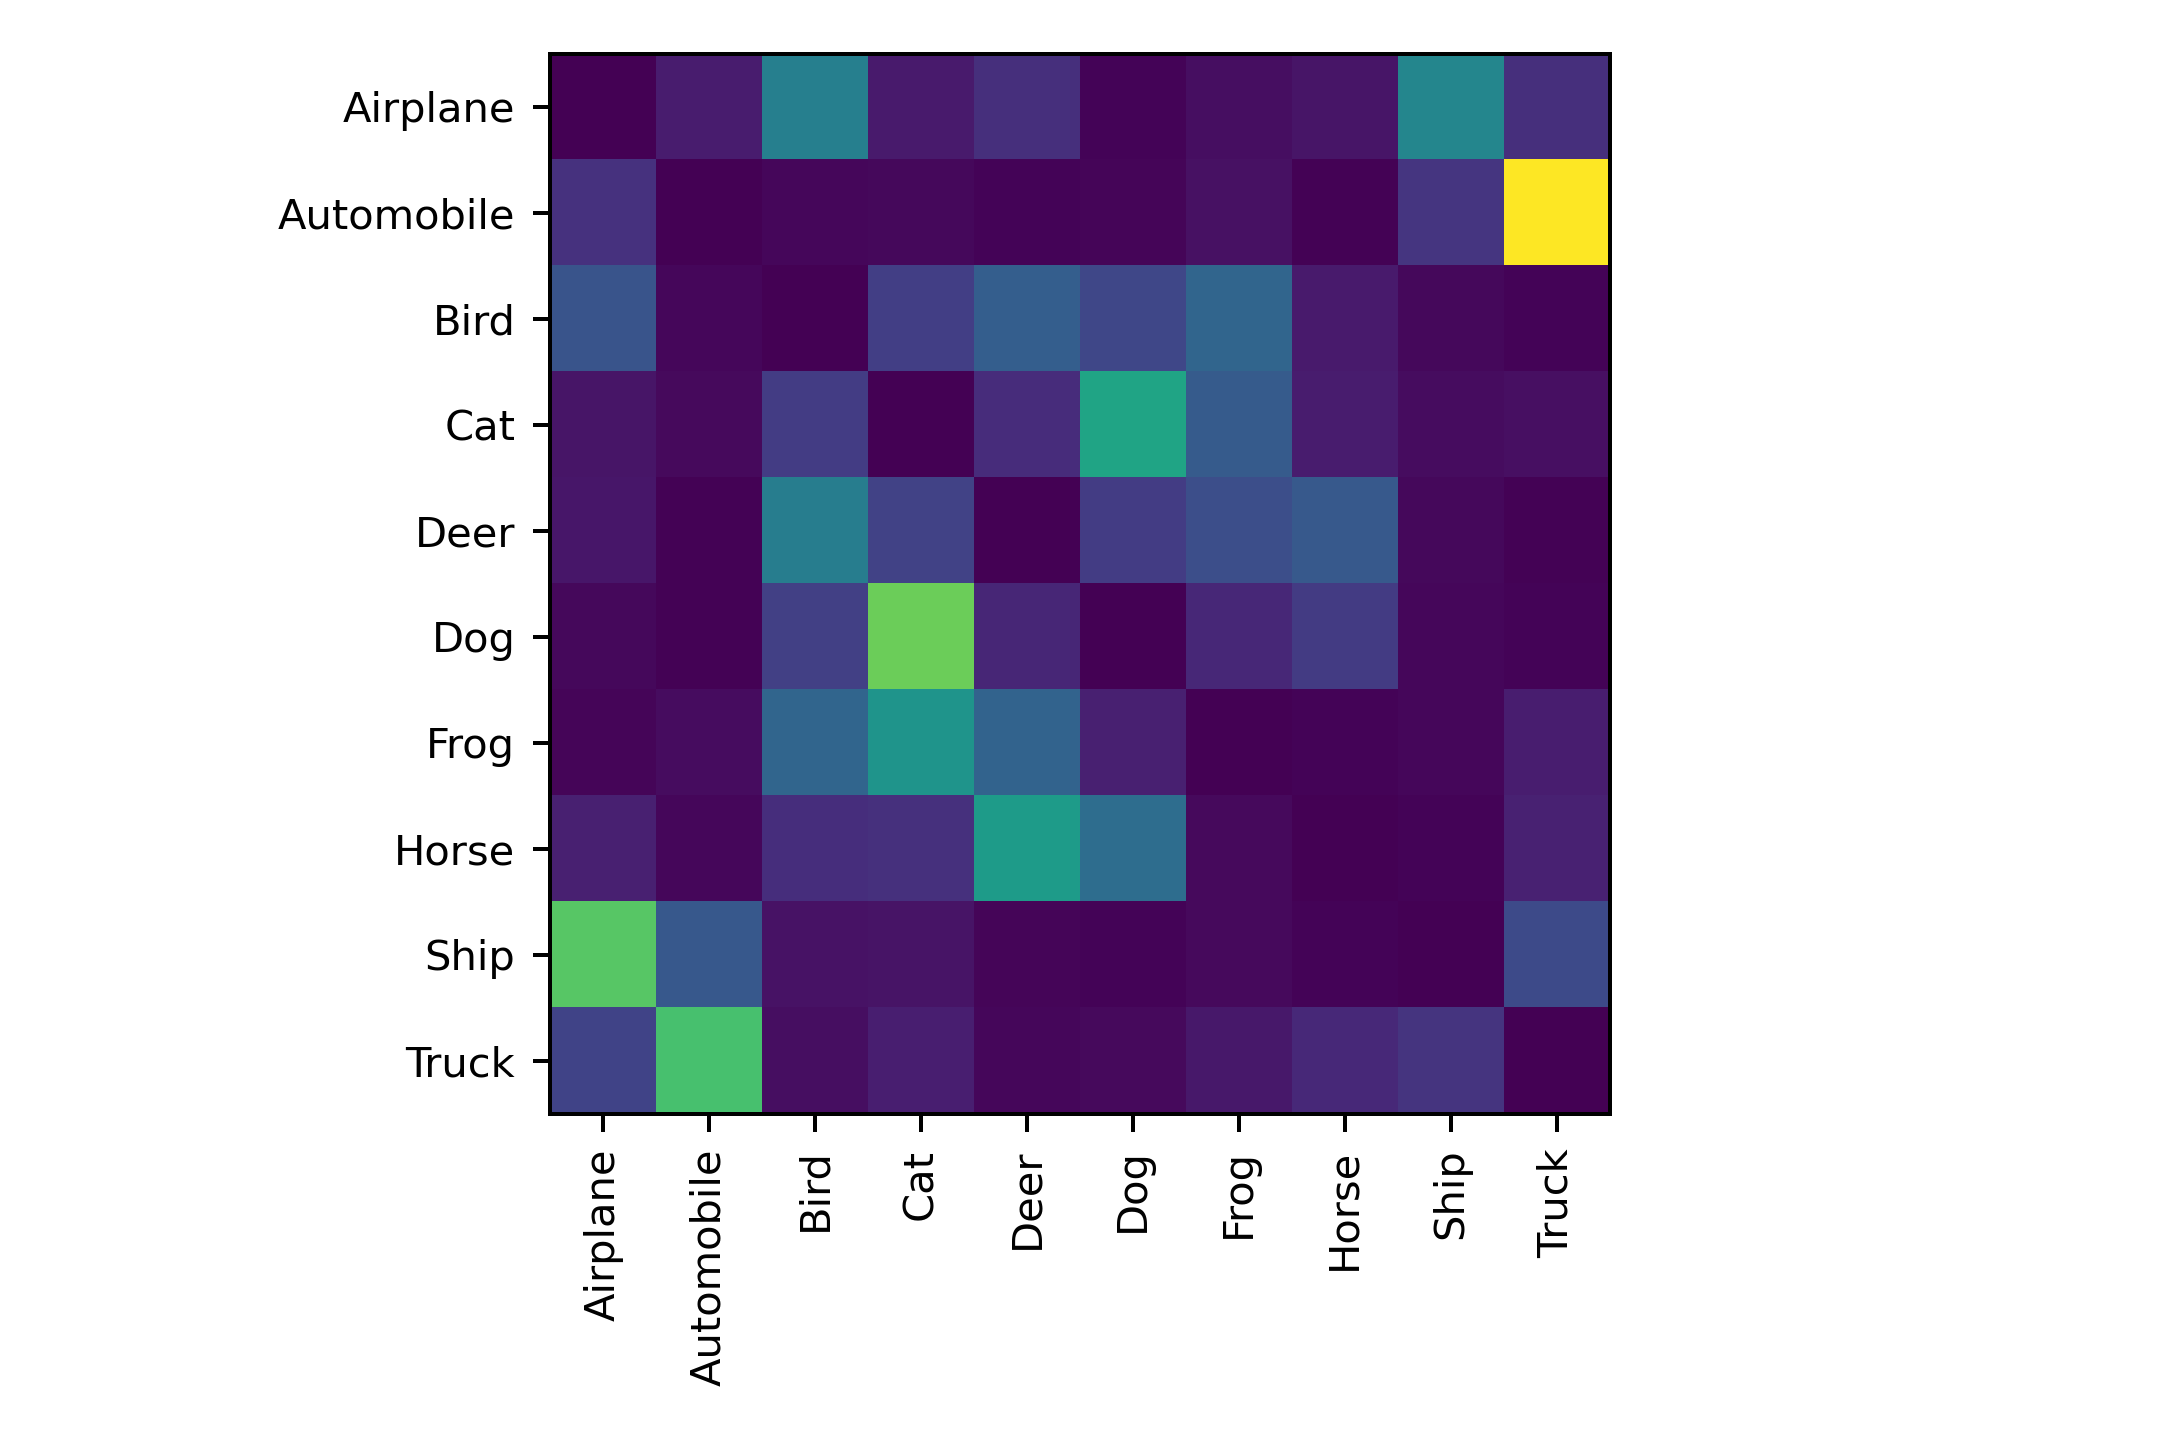 Airplane
Automobile
Bird
Cat
Deer
Dog
Frog
Horse
Ship
Truck
Airplane
Automobile
Bird
Cat
Deer
Dog
Frog
Horse
Ship
Truck